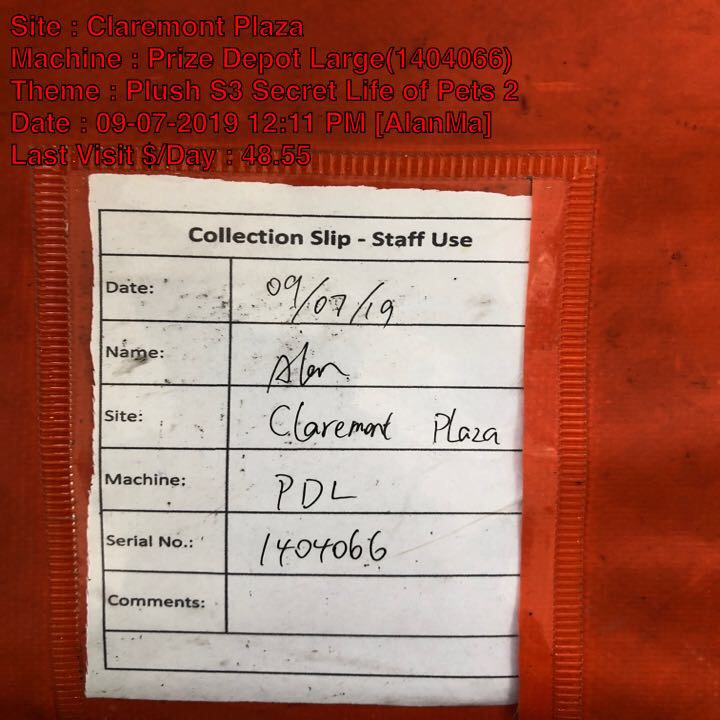 Site : Claremont Plaza
Machine : Prize Depot Large(1404066)
Theme : Plush S3 Secret Life of Pets 2
Date : 09-07-2019 12:11 PM [AlanMa]
Last Visit $/Day : 48.55
Collection Slip - Staff Use
Date: 09/07/19
Name: Alan
Site: Claremont Plaza
Machine: PDL
Serial No.: 1404066
Comments: